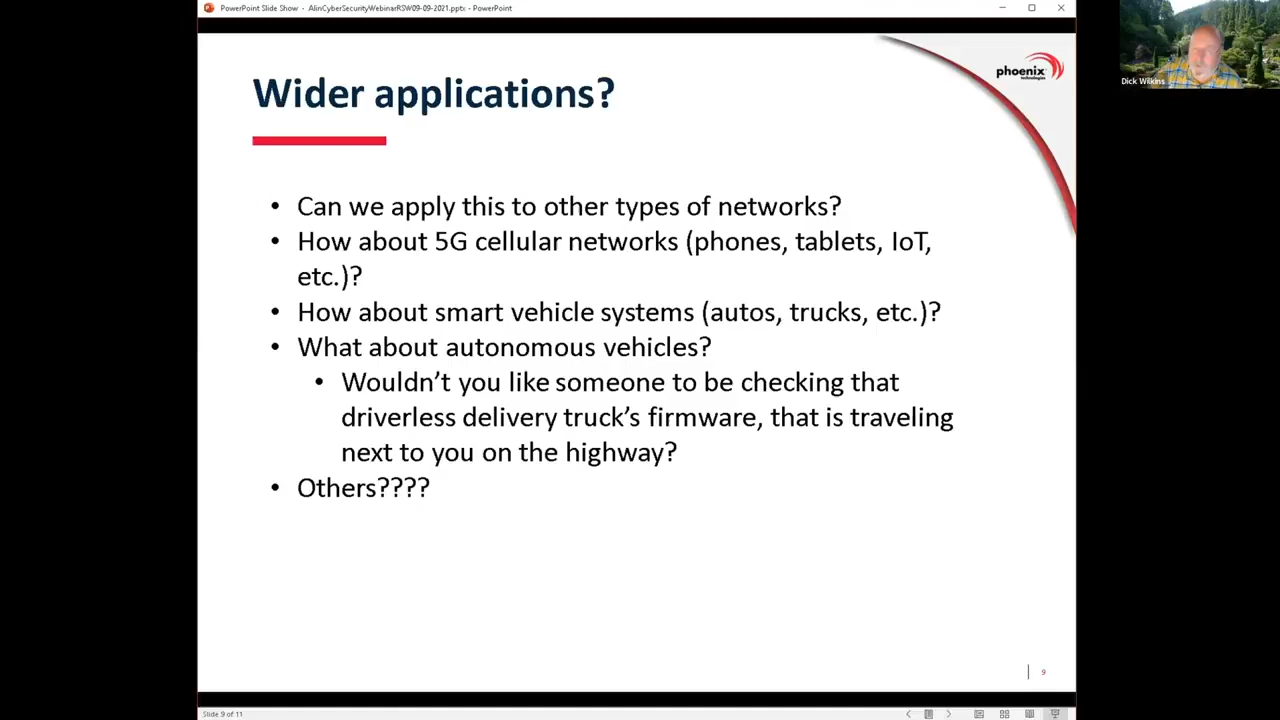 PowerPoint Slide Show - AlinCyberSecurityWebinarRSW09-09-2021.pptx - PowerPoint
Wider applications?
phoenix
technologies
Dick Wilkins
• Can we apply this to other types of networks?
• How about 5G cellular networks (phones, tablets, IoT,
etc.)?
• How about smart vehicle systems (autos, trucks, etc.)?
• What about autonomous vehicles?
• Wouldn’t you like someone to be checking that
driverless delivery truck’s firmware, that is traveling
next to you on the highway?
• Others????
9
Slide 9 of 11